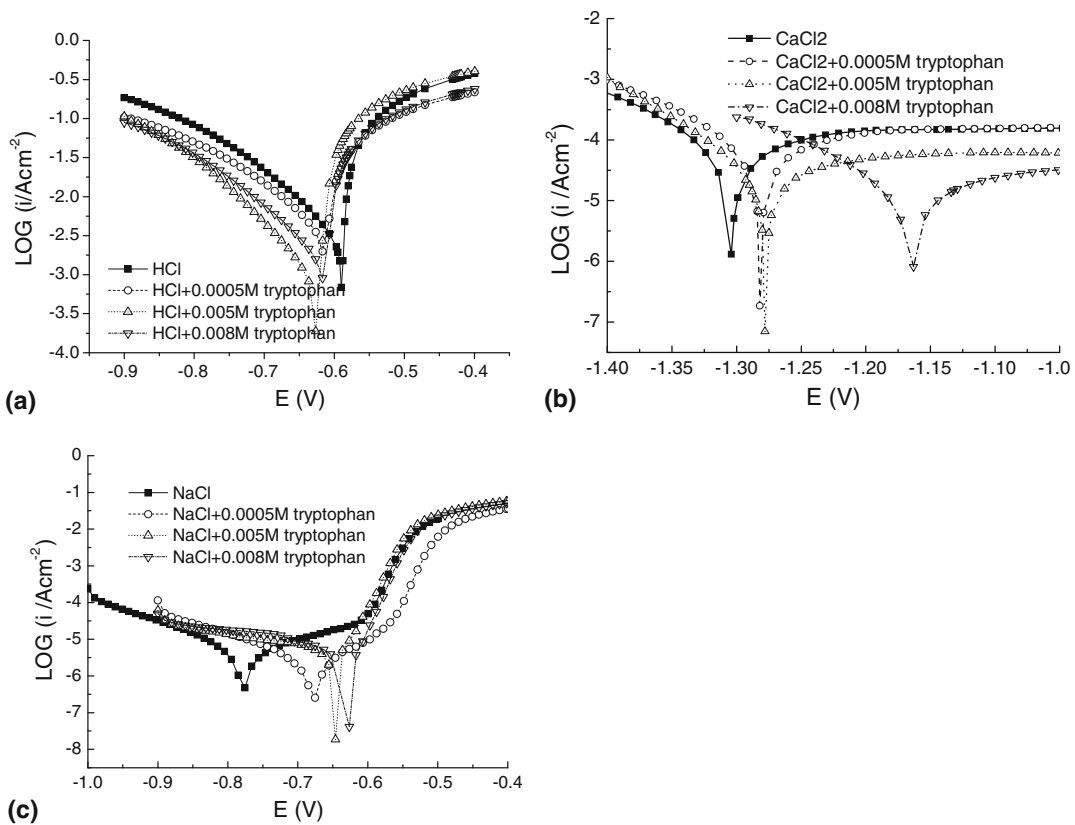 0.0
-0.5
-1.0
-1.5
-2.0
-2.5
-3.0
-3.5
-4.0
LOG (i/Acm-2)
HCl
HCl+0.0005M tryptophan
HCl+0.005M tryptophan
HCl+0.008M tryptophan
-0.9 -0.8 -0.7 -0.6 -0.5 -0.4
E (V)
(a)
-2
-3
-4
-5
-6
-7
LOG (i /Acm-2)
CaCl2
CaCl2+0.0005M tryptophan
CaCl2+0.005M tryptophan
CaCl2+0.008M tryptophan
-1.40 -1.35 -1.30 -1.25 -1.20 -1.15 -1.10 -1.05 -1.0
E (V)
(b)
0
-1
-2
-3
-4
-5
-6
-7
-8
LOG (i /Acm-2)
NaCl
NaCl+0.0005M tryptophan
NaCl+0.005M tryptophan
NaCl+0.008M tryptophan
-1.0 -0.9 -0.8 -0.7 -0.6 -0.5 -0.4
E (V)
(c)